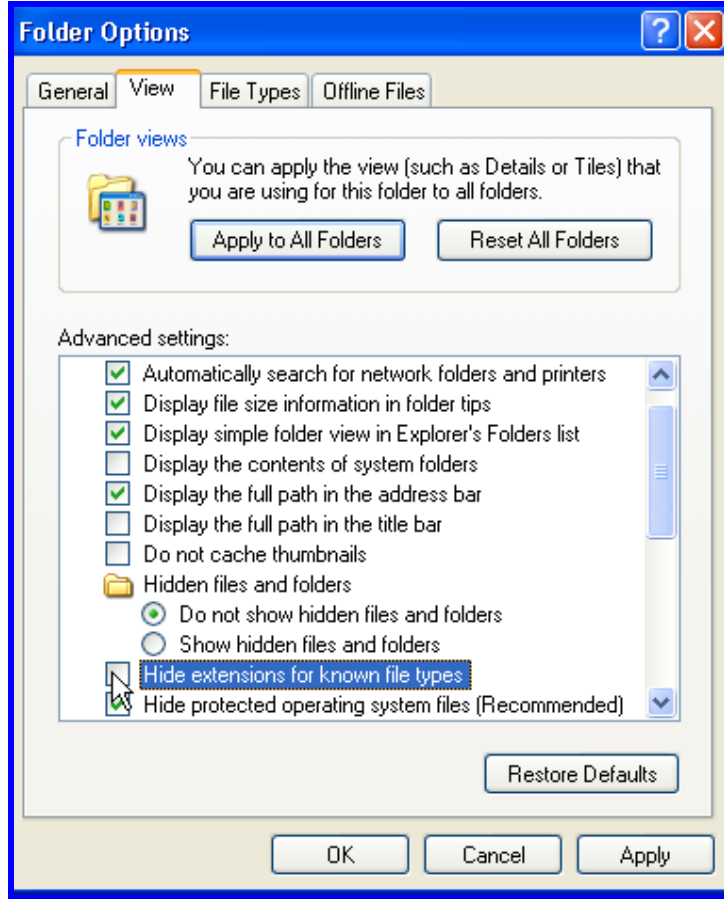 Folder Options
General View File Types Offline Files
Folder views
You can apply the view (such as Details or Tiles) that
you are using for this folder to all folders.
Apply to All Folders Reset All Folders
Advanced settings:
Automatically search for network folders and printers
Display file size information in folder tips
Display simple folder view in Explorer's Folders list
Display the contents of system folders
Display the full path in the address bar
Display the full path in the title bar
Do not cache thumbnails
Hidden files and folders
Do not show hidden files and folders
Show hidden files and folders
Hide extensions for known file types
Hide protected operating system files (Recommended)
Restore Defaults
OK Cancel Apply